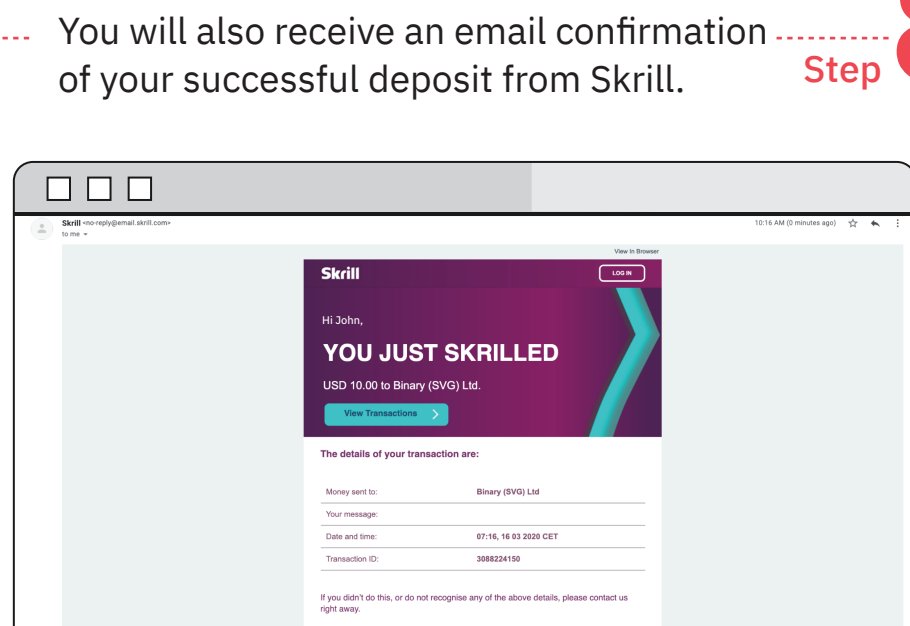 You will also receive an email confirmation
of your successful deposit from Skrill.
Step
Skrill <no-reply@email.skrill.com>
10:16 AM (0 minutes ago)
to me
View In Browser
Skrill
LOG IN
Hi John,
YOU JUST SKRILLED
USD 10.00 to Binary (SVG) Ltd.
View Transactions
The details of your transaction are:
Money sent to: Binary (SVG) Ltd
Your message:
Date and time: 07:16, 16 03 2020 CET
Transaction ID: 3088224150
If you didn't do this, or do not recognise any of the above details, please contact us
right away.